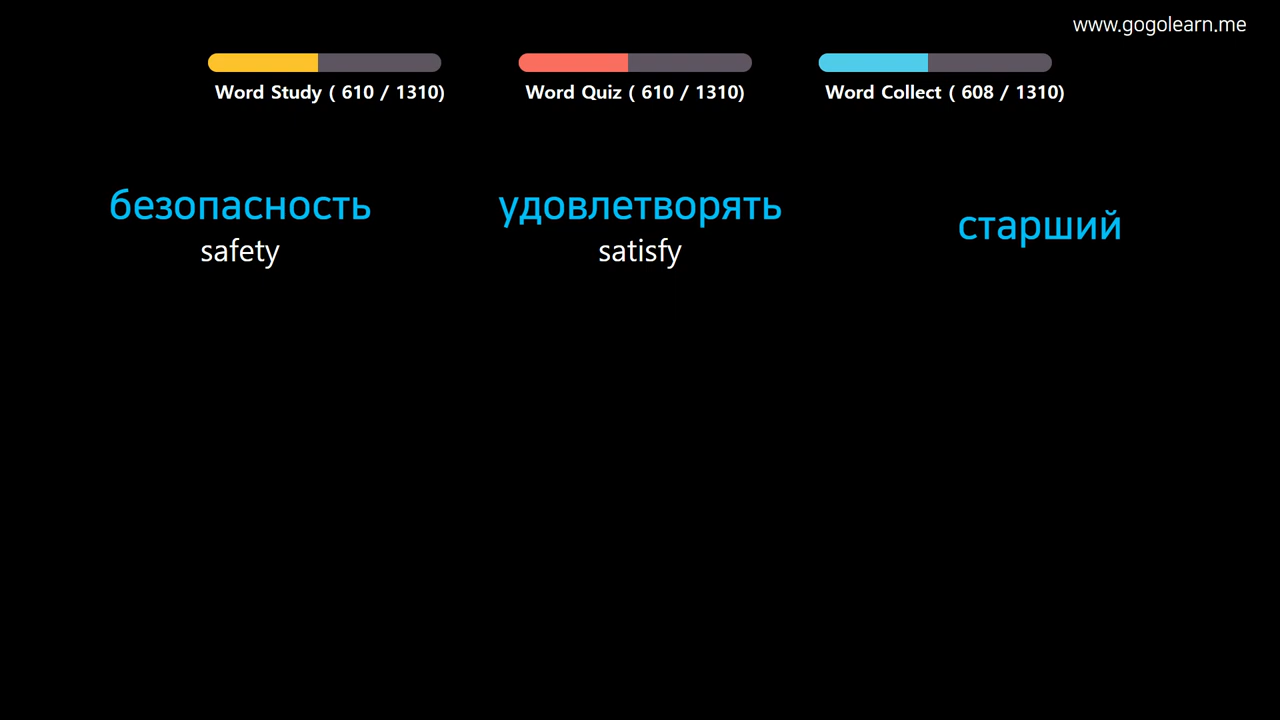 www.gogolearn.me
Word Study ( 610 / 1310)
Word Quiz ( 610 / 1310)
Word Collect ( 608 / 1310)
безопасность
safety
удовлетворять
satisfy
старший